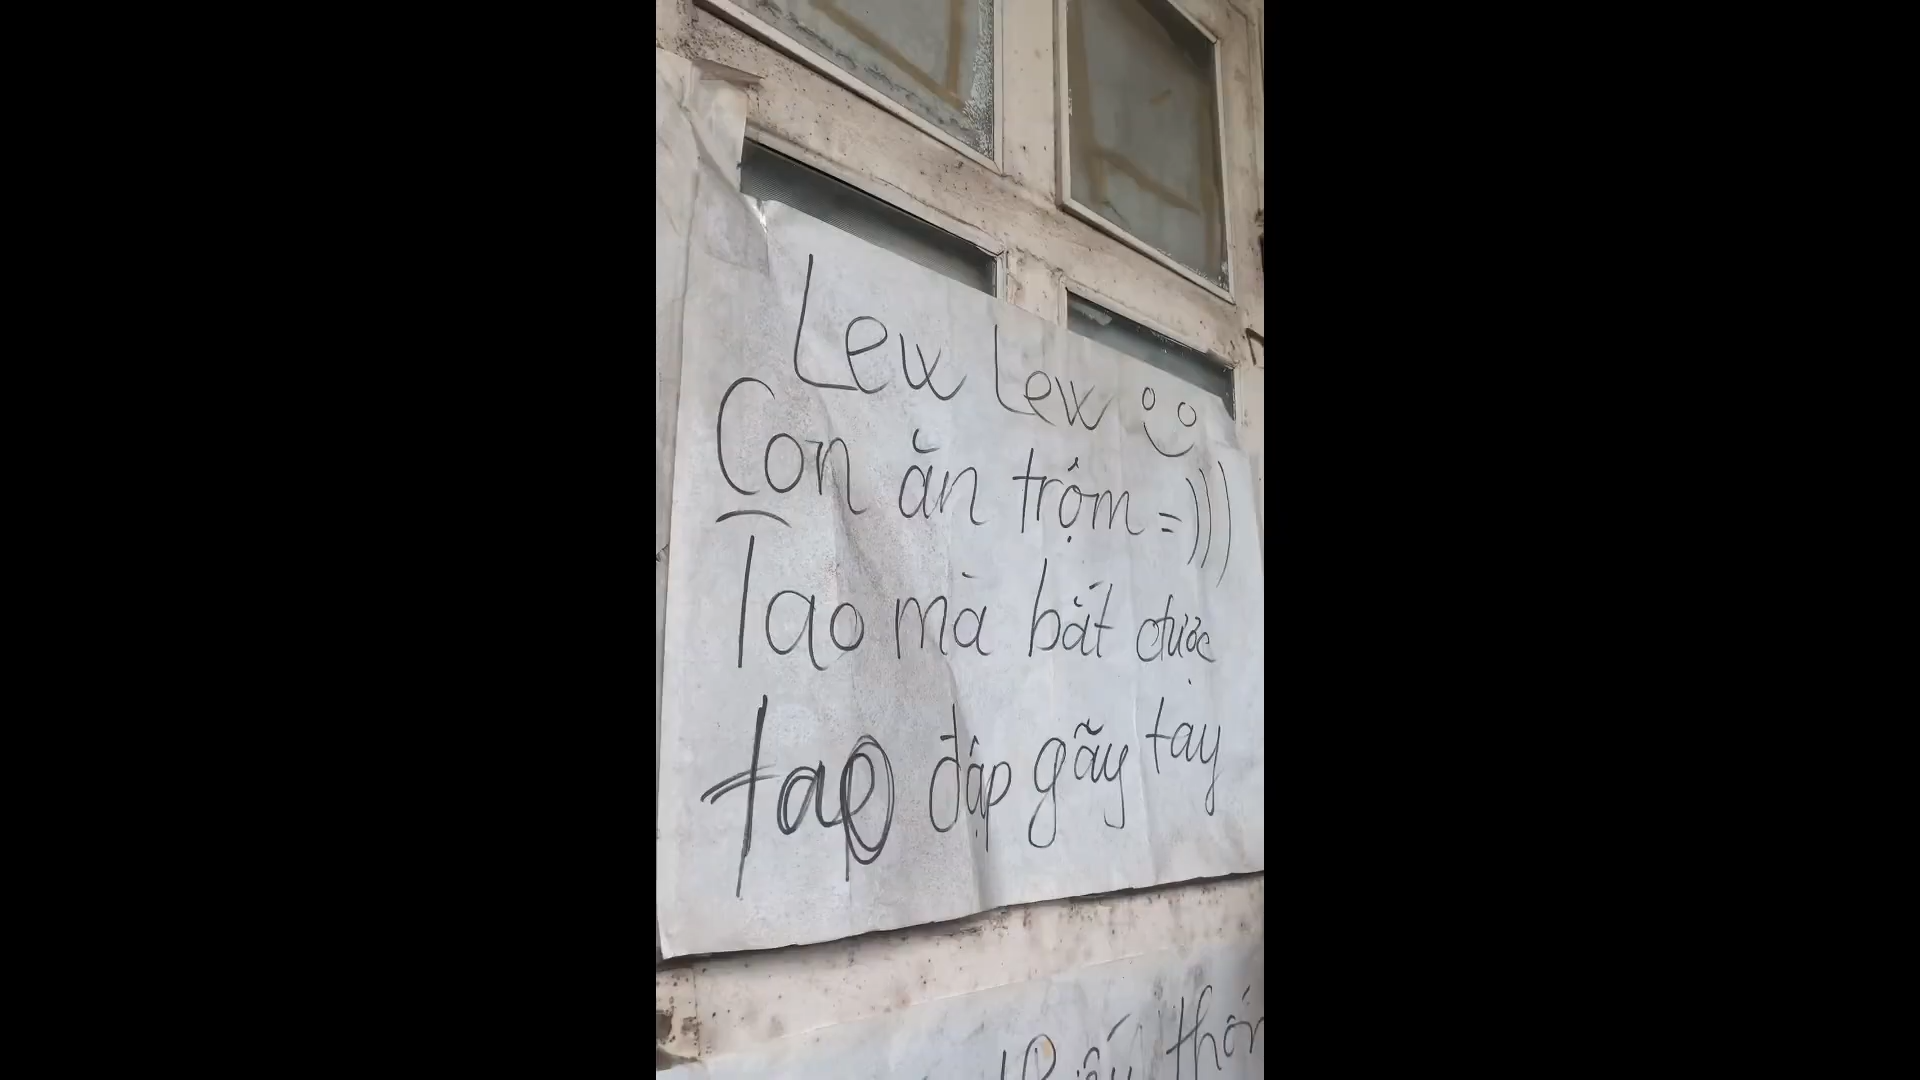 Lew Lew
Con ăn trộm =)))
Tao mà bắt được
tao đập gãy tay